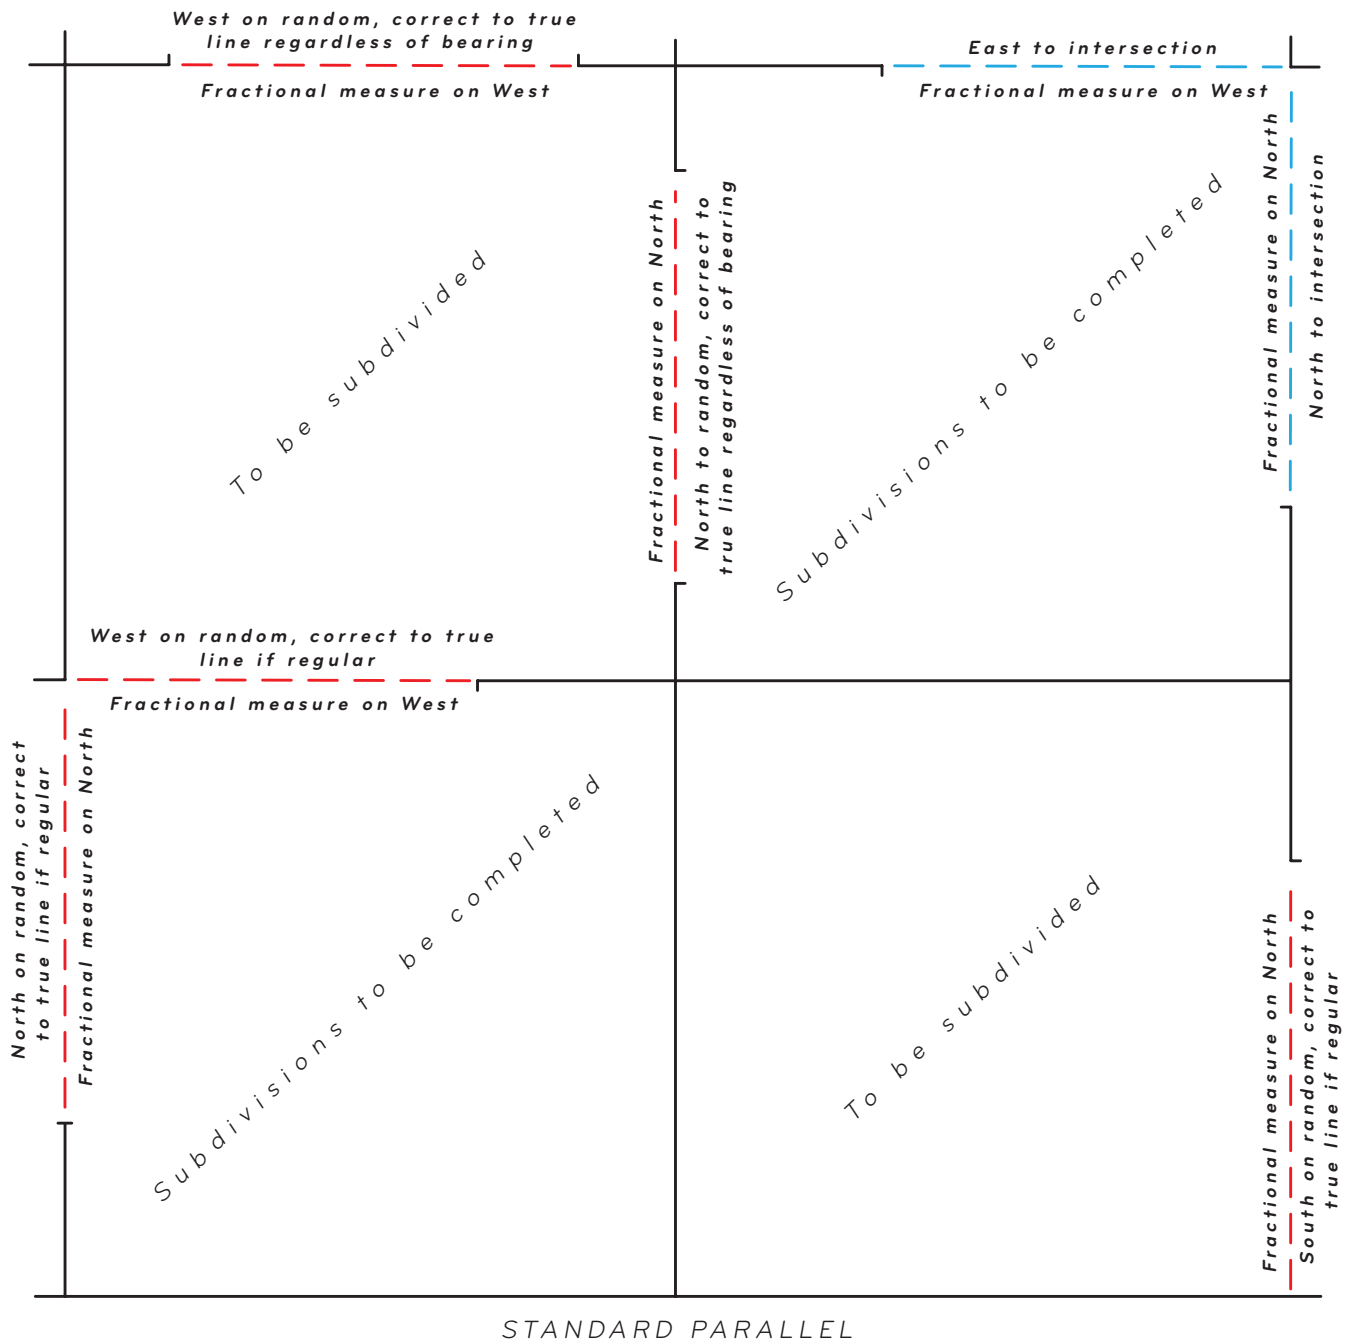 West on random, correct to true
line regardless of bearing
Fractional measure on West
East to intersection
Fractional measure on West
Fractional measure on North
North to intersection
Fractional measure on North
North to random, correct to
true line regardless of bearing
To be subdivided
Subdivisions to be completed
West on random, correct to true
line if regular
Fractional measure on West
North on random, correct
to true line if regular
Fractional measure on North
Subdivisions to be completed
To be subdivided
Fractional measure on North
South on random, correct to
true line if regular
STANDARD PARALLEL